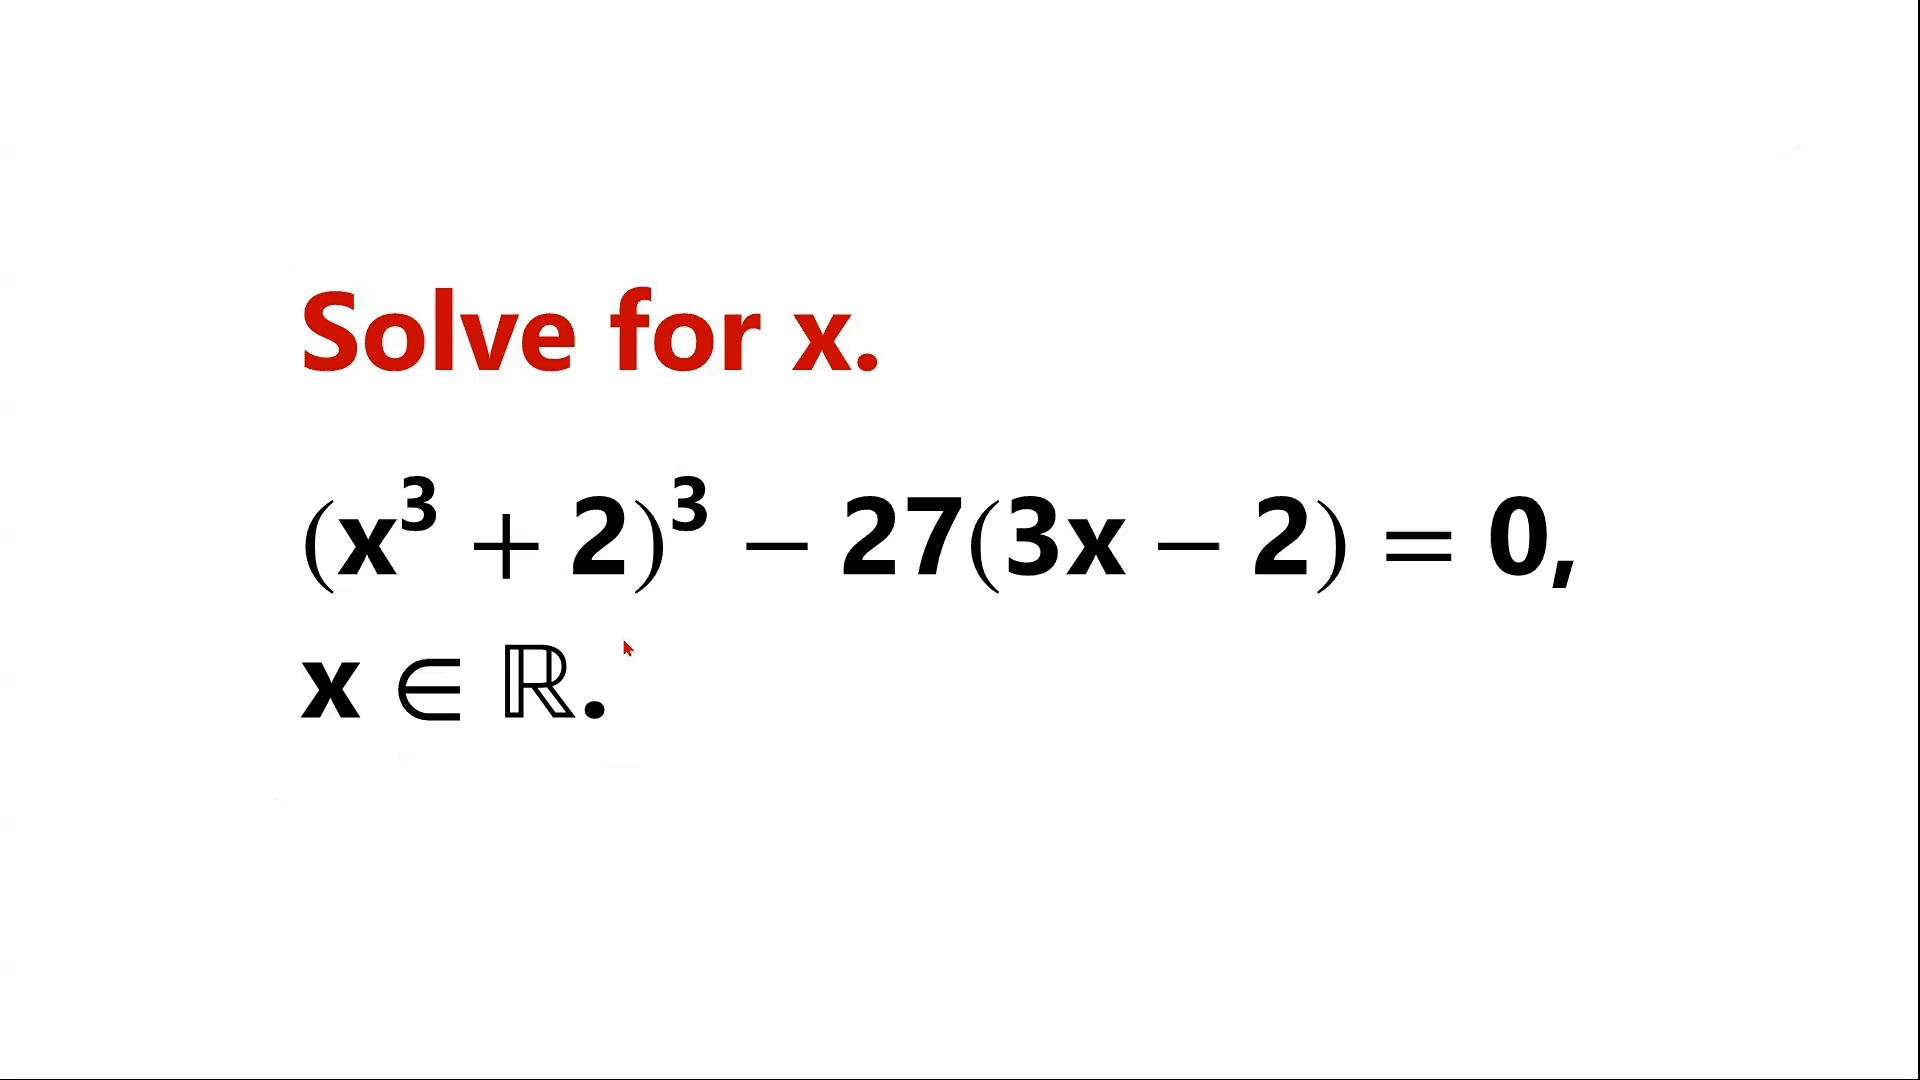 Solve for x.
(x³ + 2)³ − 27(3x − 2) = 0,
x ∈ ℝ.